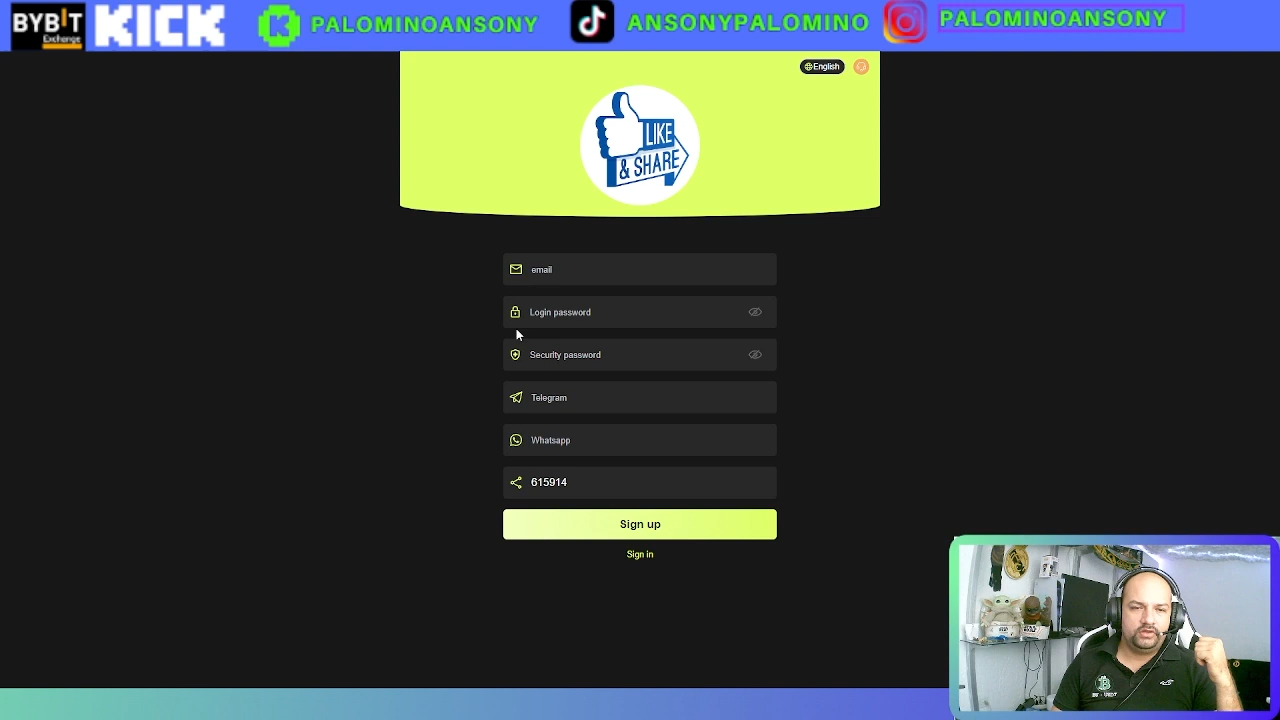 BYBIT
Exchange
KICK
PALOMINOANSONY
ANSONYPALOMINO
PALOMINOANSONY
English
LIKE
& SHARE
email
Login password
Security password
Telegram
Whatsapp
615914
Sign up
Sign in